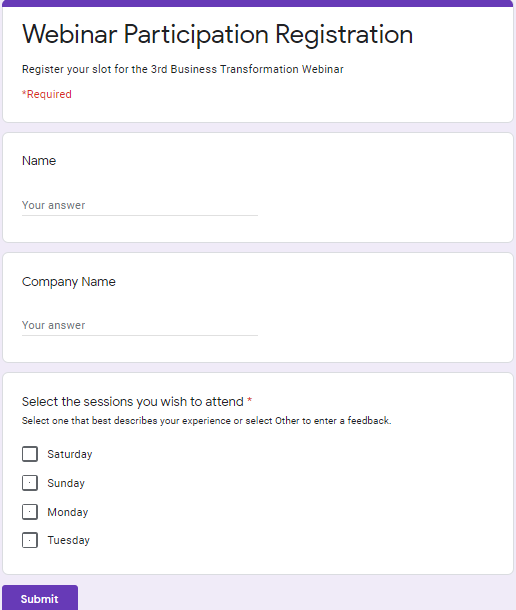 Webinar Participation Registration
Register your slot for the 3rd Business Transformation Webinar
*Required
Name
Your answer
Company Name
Your answer
Select the sessions you wish to attend *
Select one that best describes your experience or select Other to enter a feedback.
Saturday
Sunday
Monday
Tuesday
Submit